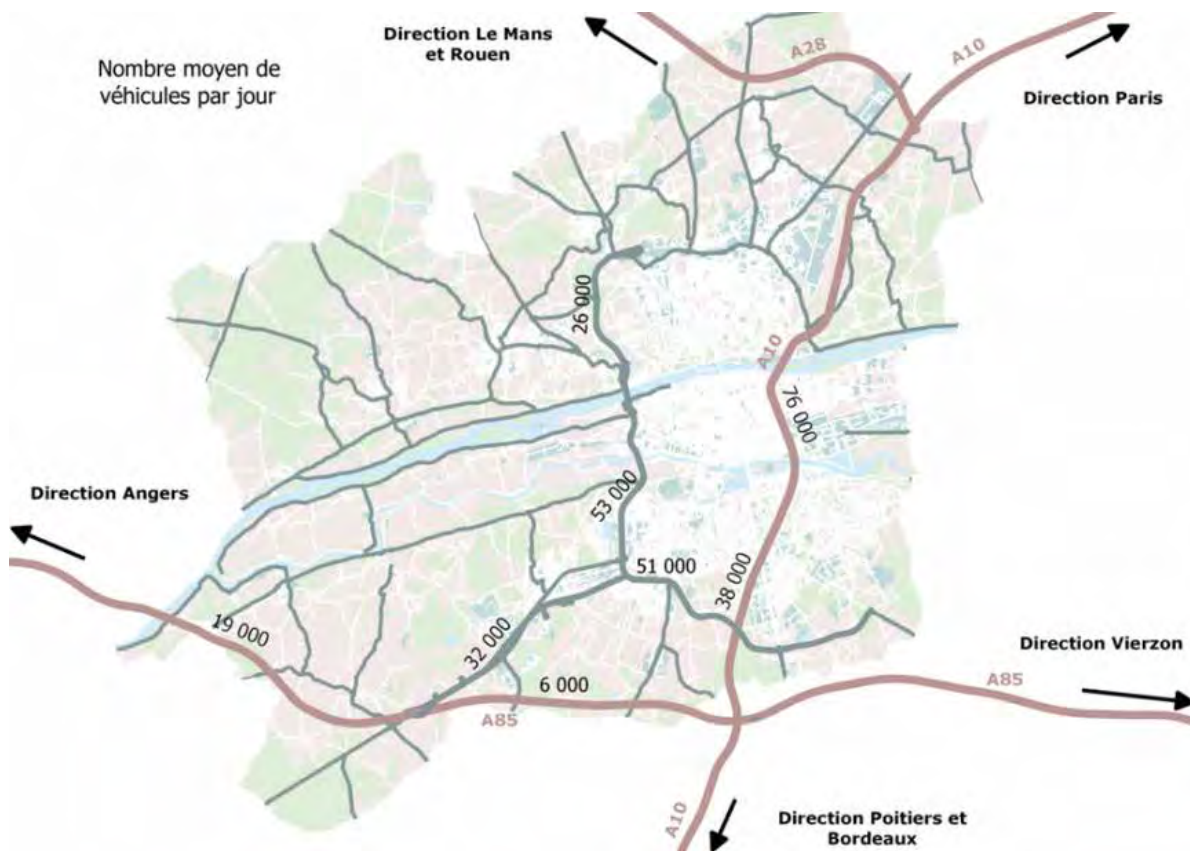 Direction Le Mans
et Rouen
Nombre moyen de
véhicules par jour
A28
A10
Direction Paris
26 000
A10
76 000
Direction Angers
53 000
51 000
38 000
19 000
32 000
6 000
A85
Direction Vierzon
A85
A10
Direction Poitiers et
Bordeaux